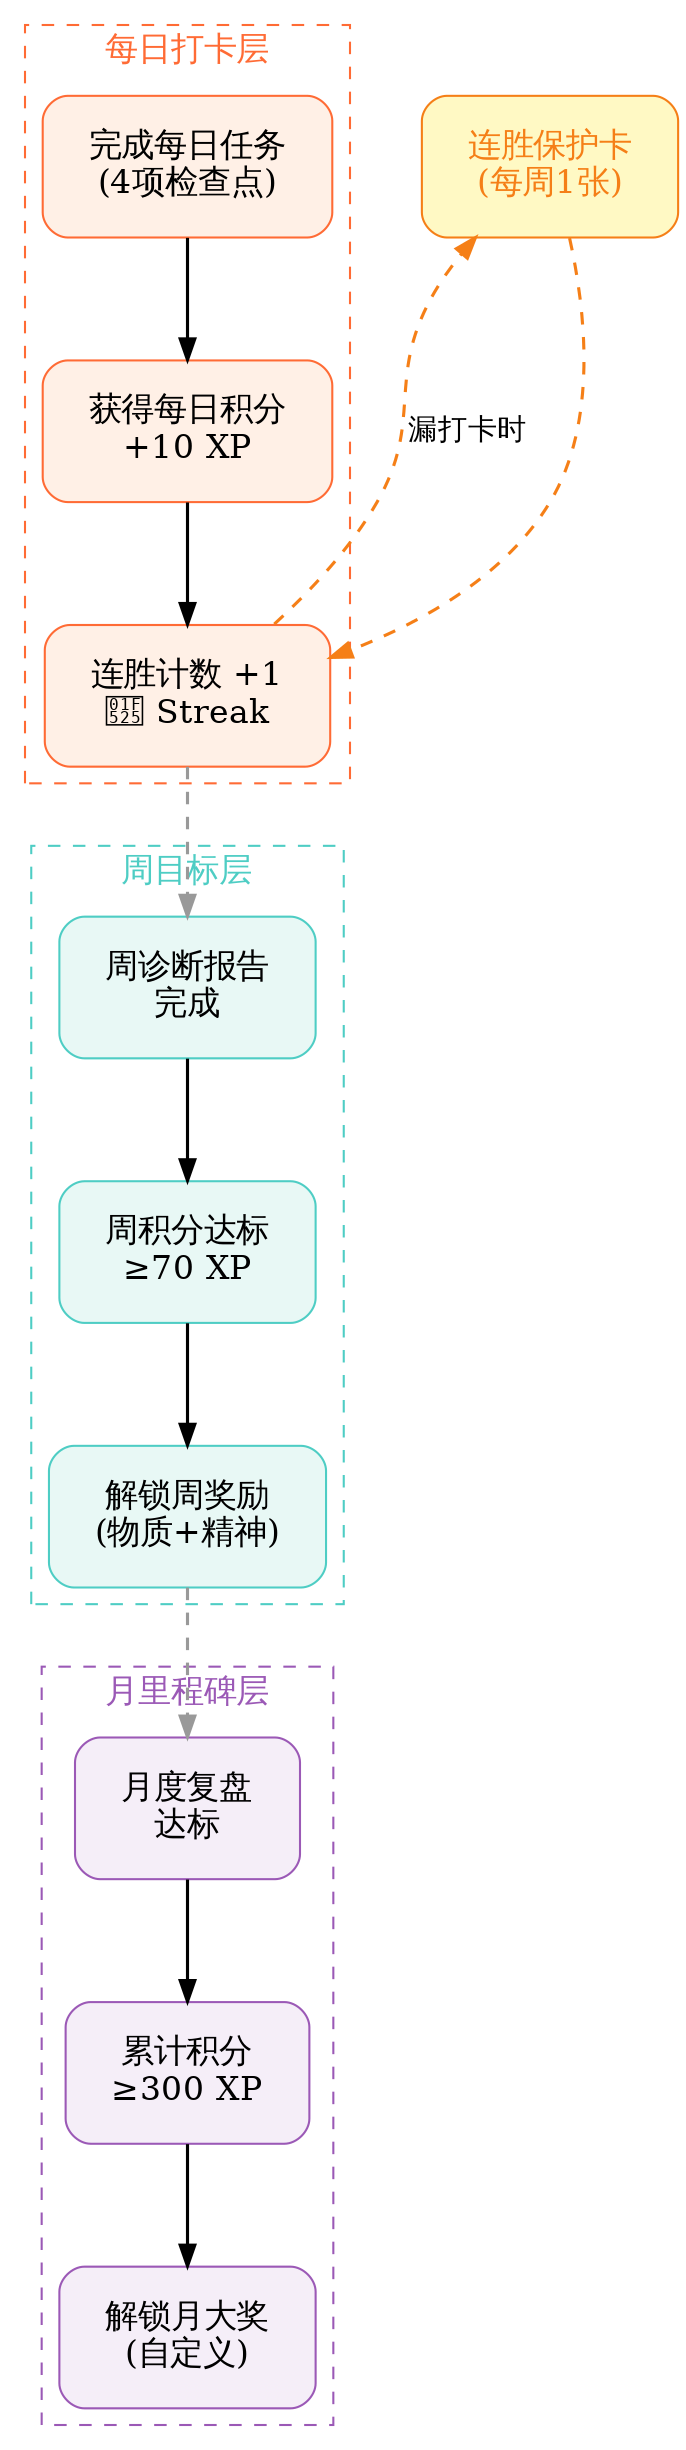 每日打卡层
完成每日任务
(4项检查点)
连胜保护卡
(每周1张)
获得每日积分
+10 XP
漏打卡时
连胜计数 +1
🔥 Streak
周目标层
周诊断报告
完成
周积分达标
≥70 XP
解锁周奖励
(物质+精神)
月里程碑层
月度复盘
达标
累计积分
≥300 XP
解锁月大奖
(自定义)